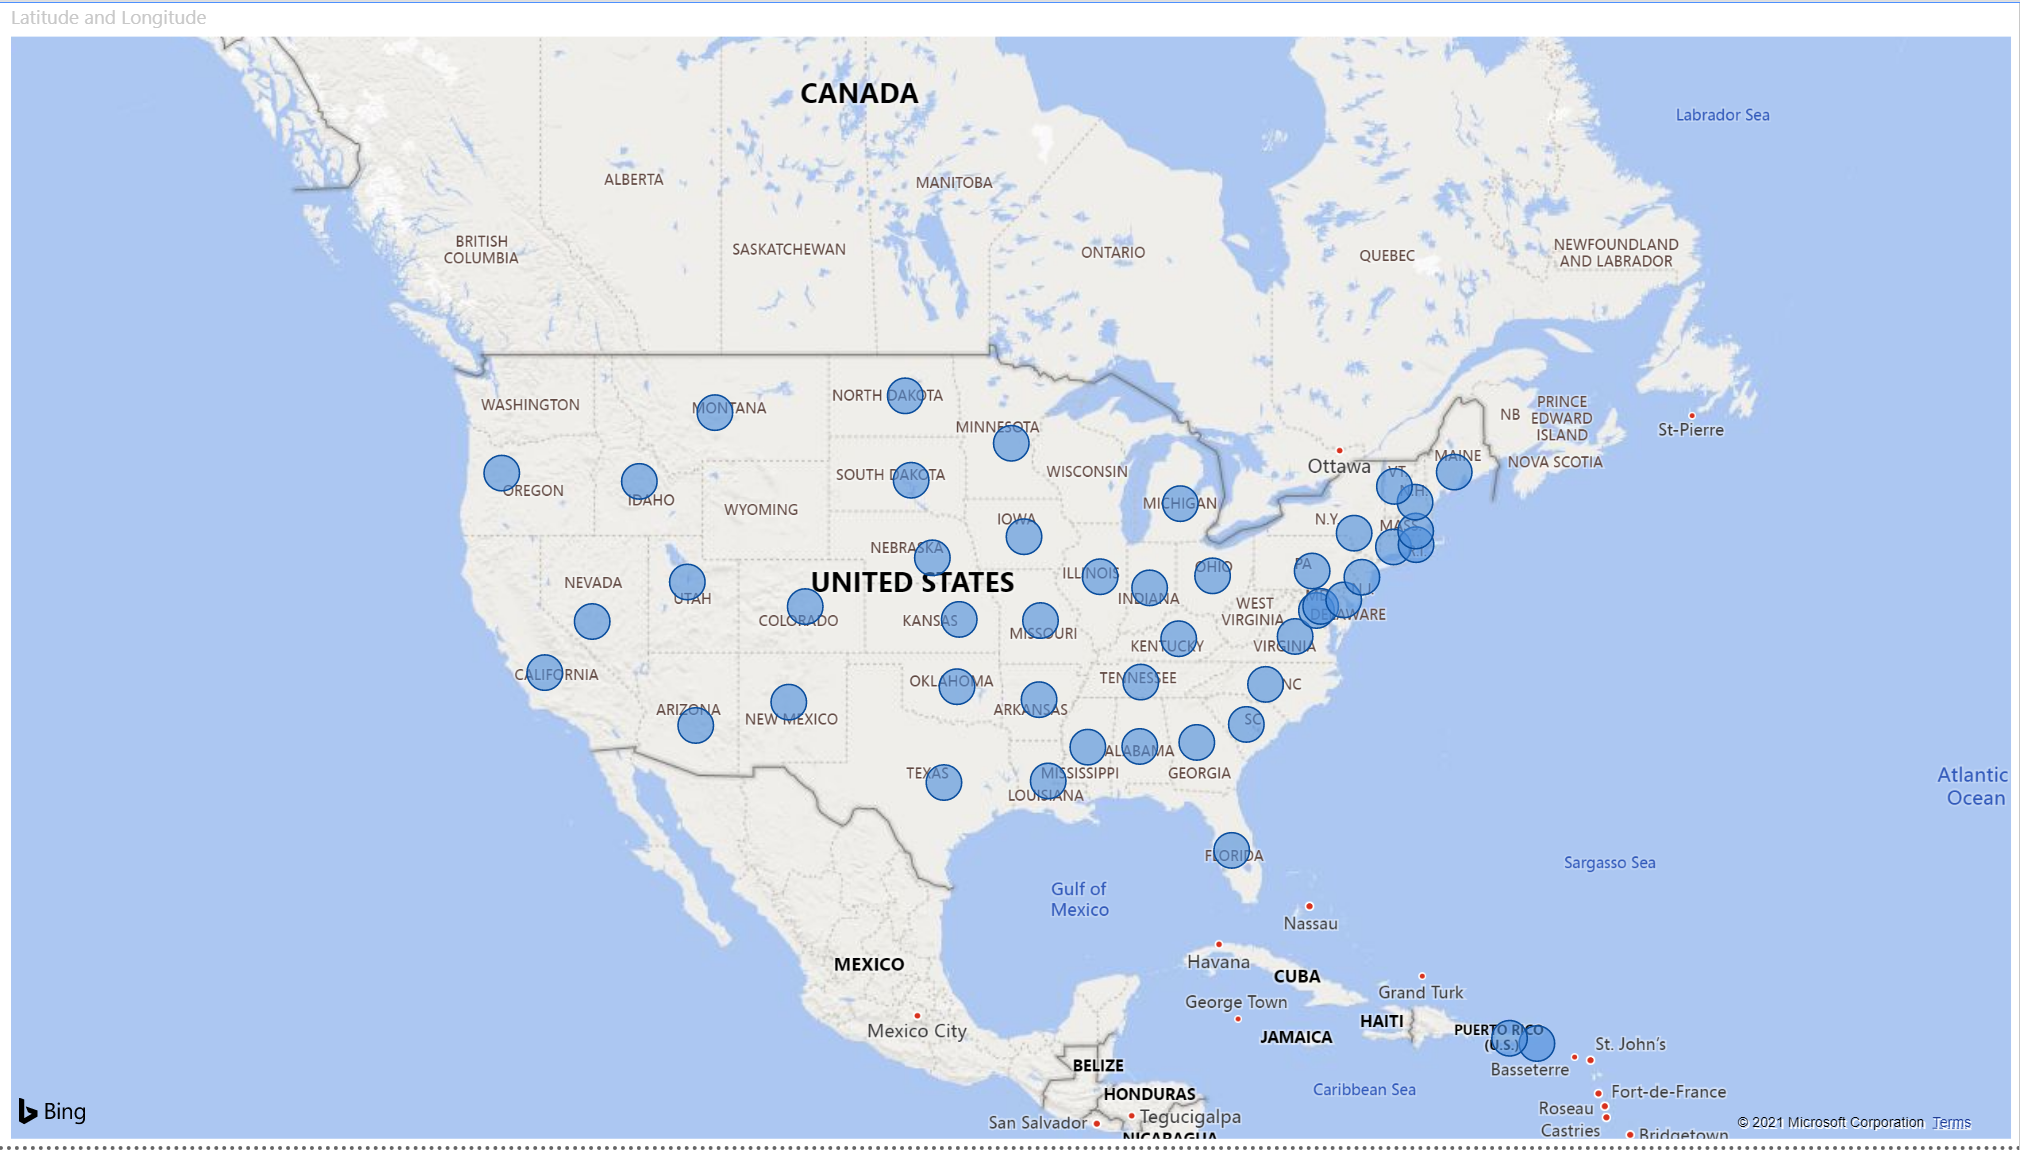 Latitude and Longitude
CANADA
Labrador Sea
ALBERTA
MANITOBA
BRITISH
COLUMBIA
SASKATCHEWAN
ONTARIO
QUEBEC
NEWFOUNDLAND
AND LABRADOR
WASHINGTON
MONTANA
NORTH DAKOTA
MINNESOTA
NB
PRINCE
EDWARD
ISLAND
St-Pierre
OREGON
IDAHO
WYOMING
SOUTH DAKOTA
WISCONSIN
MICHIGAN
Ottawa
VT.
N.H.
MAINE
NOVA SCOTIA
IOWA
N.Y.
MASS.
R.I.
NEBRASKA
NEVADA
UTAH
UNITED STATES
ILLINOIS
INDIANA
OHIO
PA
N.J.
COLORADO
KANSAS
MISSOURI
WEST
VIRGINIA
DELAWARE
KENTUCKY
VIRGINIA
CALIFORNIA
OKLAHOMA
TENNESSEE
NC
ARIZONA
NEW MEXICO
ARKANSAS
SC
ALABAMA
TEXAS
MISSISSIPPI
GEORGIA
LOUISIANA
Atlantic
Ocean
FLORIDA
Sargasso Sea
Gulf of
Mexico
Nassau
MEXICO
Havana
CUBA
Grand Turk
George Town
HAITI
JAMAICA
PUERTO RICO
(U.S.)
Mexico City
St. John's
BELIZE
Basseterre
HONDURAS
Caribbean Sea
Fort-de-France
Roseau
San Salvador
Tegucigalpa
Castries
NICARAGUA
Bridgetown
Bing
© 2021 Microsoft Corporation Terms